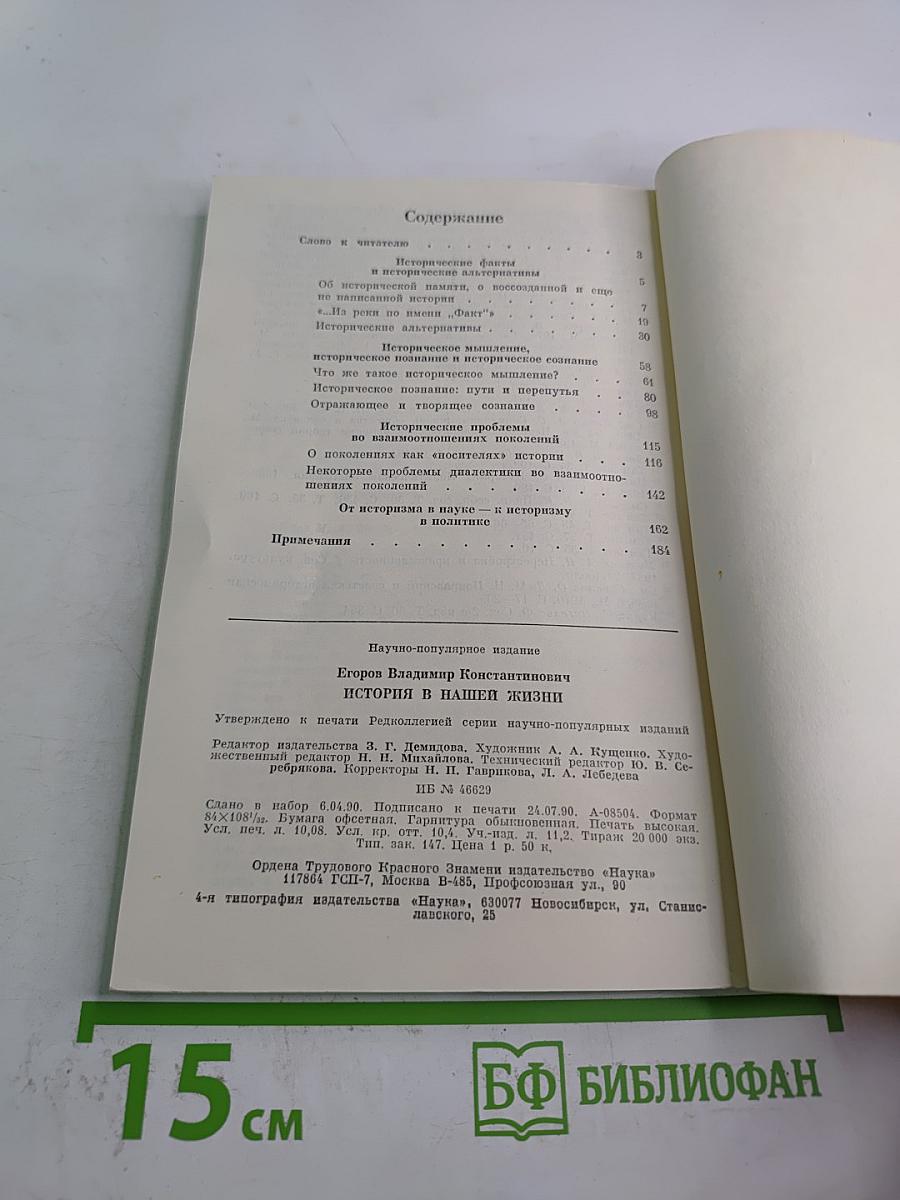 Содержание
Слово к читателю . . . . . . . . . . 3
Исторические факты
и исторические альтернативы 5
Об исторической памяти, о воссозданной и еще
не написанной истории . . . . . . . . 7
«...Из реки по имени „Факт"» . . . . . . 19
Исторические альтернативы . . . . . . . 30
Историческое мышление,
историческое познание и историческое сознание 58
Что же такое историческое мышление? . . . 61
Историческое познание: пути и перепутья . . 80
Отражающее и творящее сознание . . . . 98
Исторические проблемы
во взаимоотношениях поколений 115
О поколениях как «носителях» истории . . . 116
Некоторые проблемы диалектики во взаимоотно-
шениях поколений . . . . . . . . . 142
От историзма в науке — к историзму
в политике 162
Примечания . . . . . . . . . . . . 184
Научно-популярное издание
Егоров Владимир Константинович
ИСТОРИЯ В НАШЕЙ ЖИЗНИ
Утверждено к печати Редколлегией серии научно-популярных изданий
Редактор издательства З. Г. Демидова. Художник А. А. Кущенко. Худо-
жественный редактор Н. Н. Михайлова. Технический редактор Ю. В. Се-
ребрякова. Корректоры Н. П. Гаврикова, Л. А. Лебедева
ИБ № 46629
Сдано в набор 6.04.90. Подписано к печати 24.07.90. А-08504. Формат
84×108¹/₃₂. Бумага офсетная. Гарнитура обыкновенная. Печать высокая.
Усл. печ. л. 10,08. Усл. кр. отт. 10,4. Уч.-изд. л. 11,2. Тираж 20 000 экз.
Тип. зак. 147. Цена 1 р. 50 к.
Ордена Трудового Красного Знамени издательство «Наука»
117864 ГСП-7, Москва В-485, Профсоюзная ул., 90
4-я типография издательства «Наука», 630077 Новосибирск, ул. Станис-
лавского, 25
15 см
БФ БИБЛИОФАН